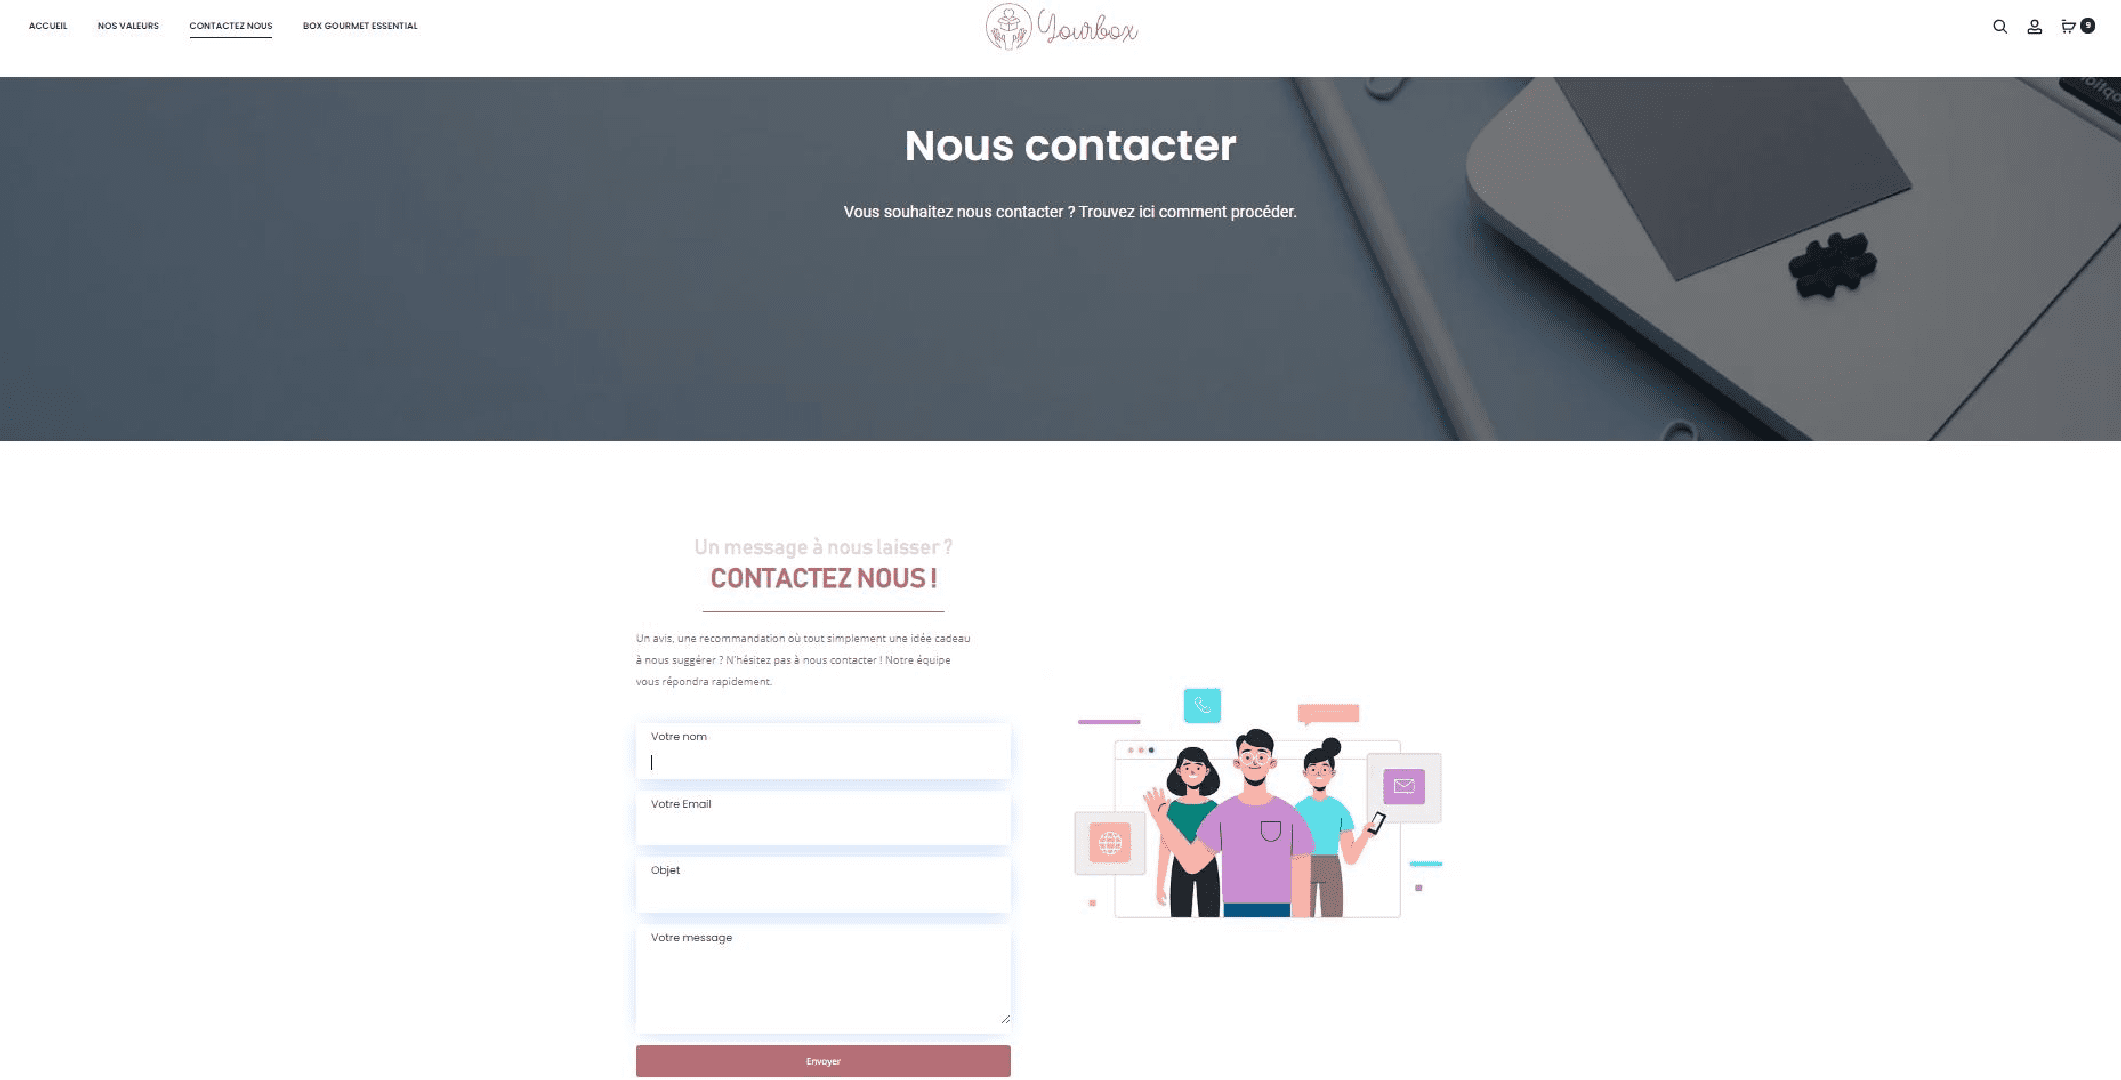 ACCUEIL NOS VALEURS CONTACTEZ NOUS BOX GOURMET ESSENTIAL Yourbox 9
Nous contacter
Vous souhaitez nous contacter ? Trouvez ici comment procéder.
Un message à nous laisser ?
CONTACTEZ NOUS !
Un avis, une recommandation où tout simplement une idée cadeau
à nous suggérer ? N'hésitez pas à nous contacter ! Notre équipe
vous répondra rapidement.
Votre nom
Votre Email
Objet
Votre message
Envoyer